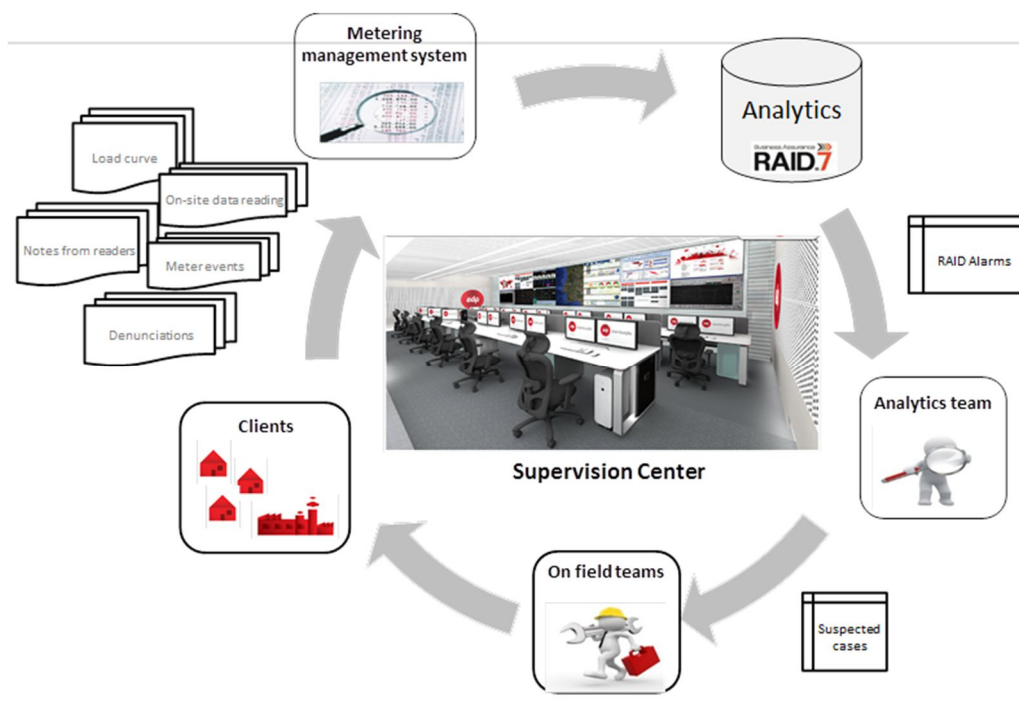 Metering
management system
Analytics
Business Assurance
RAID.7
Load curve
On-site data reading
Notes from readers
Meter events
Denunciations
RAID Alarms
edp
Analytics team
Clients
Supervision Center
On field teams
Suspected
cases